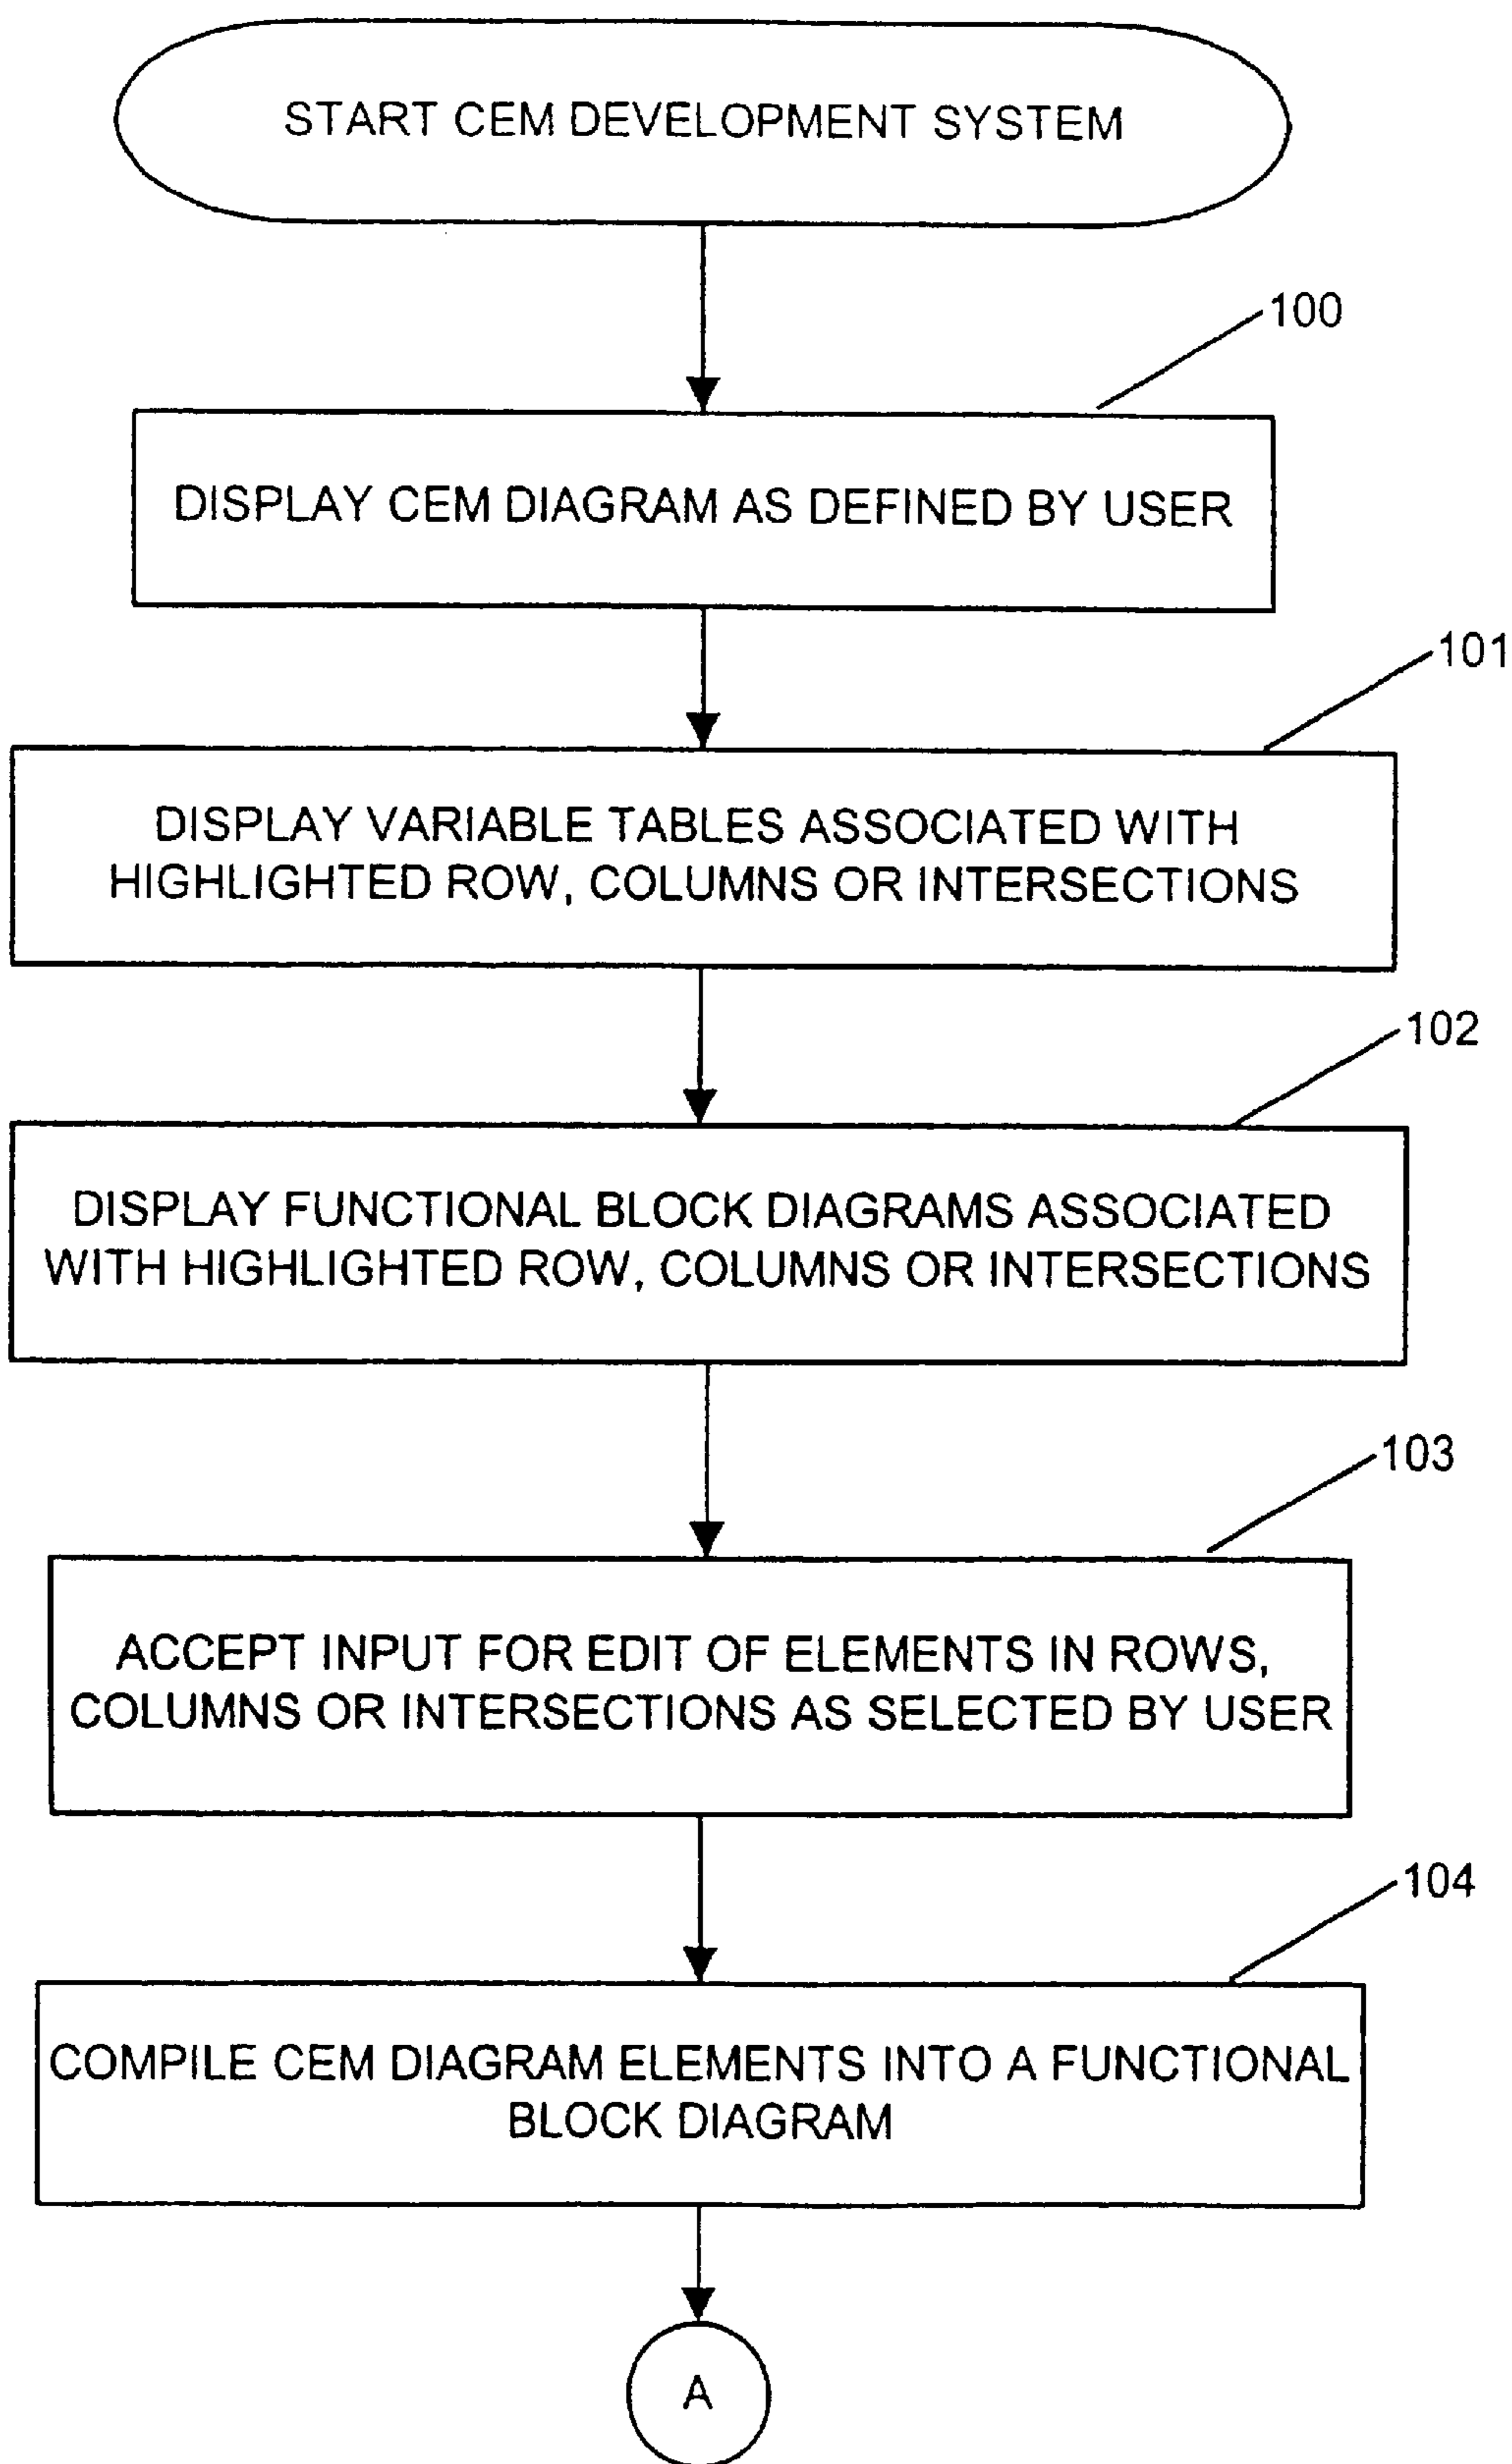 START CEM DEVELOPMENT SYSTEM
100
DISPLAY CEM DIAGRAM AS DEFINED BY USER
101
DISPLAY VARIABLE TABLES ASSOCIATED WITH
HIGHLIGHTED ROW, COLUMNS OR INTERSECTIONS
102
DISPLAY FUNCTIONAL BLOCK DIAGRAMS ASSOCIATED
WITH HIGHLIGHTED ROW, COLUMNS OR INTERSECTIONS
103
ACCEPT INPUT FOR EDIT OF ELEMENTS IN ROWS,
COLUMNS OR INTERSECTIONS AS SELECTED BY USER
104
COMPILE CEM DIAGRAM ELEMENTS INTO A FUNCTIONAL
BLOCK DIAGRAM
A